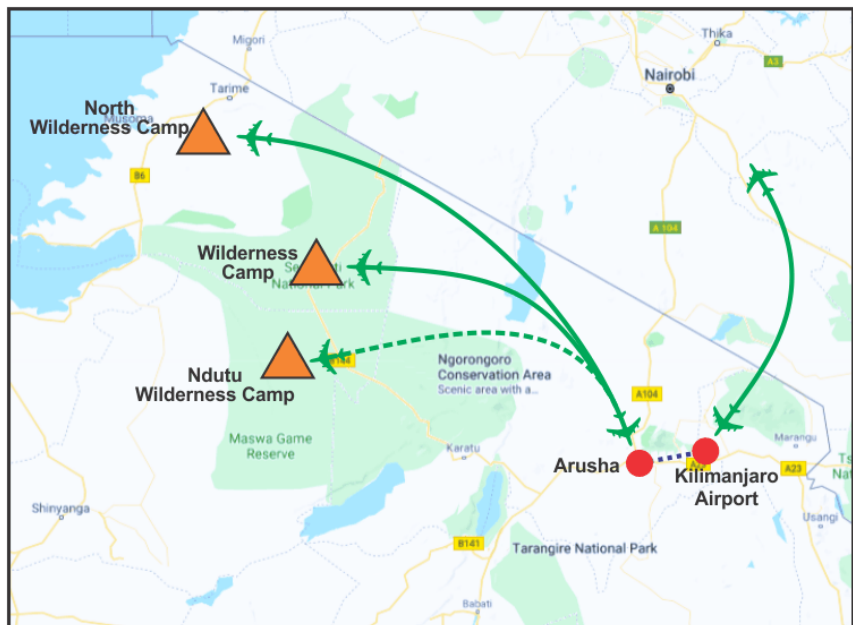 Migori
Thika
A3
Nairobi
Tarime
North
Wilderness Camp
Musoma
B6
A 104
Wilderness
Camp
National Park
B144
Ndutu
Wilderness Camp
Ngorongoro
Conservation Area
Scenic area with a...
A104
Maswa Game
Reserve
Karatu
Marangu
Arusha
Kilimanjaro
Airport
A23
Shinyanga
Usangi
B141
Tarangire National Park
Babati